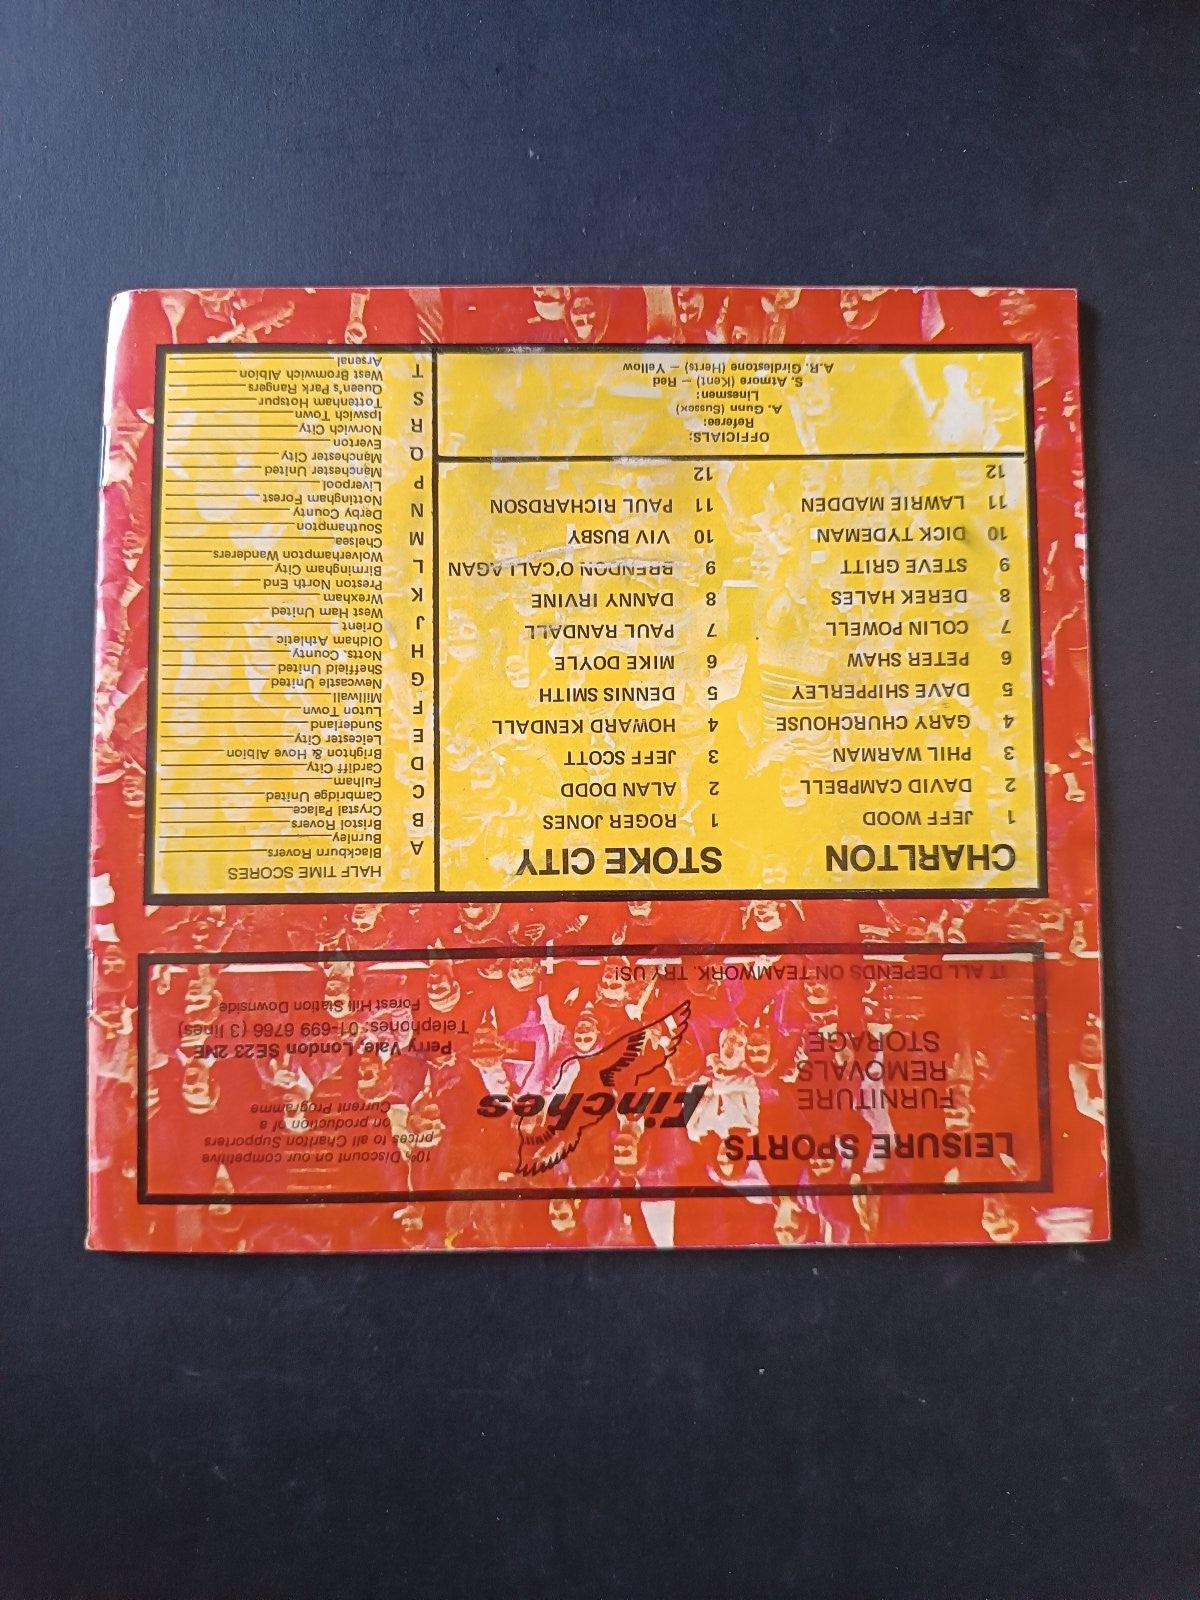 LEISURE SPORTS
FURNITURE
REMOVALS
STORAGE
IT ALL DEPENDS ON TEAMWORK. TRY US!
Finches
10% Discount on our competitive
prices to all Charlton Supporters
on production of a
Current Programme
Perry Vale, London SE23 2NE
Telephones: 01-699 6766 (3 lines)
Forest Hill Station Downside
CHARLTON
1 JEFF WOOD
2 DAVID CAMPBELL
3 PHIL WARMAN
4 GARY CHURCHOUSE
5 DAVE SHIPPERLEY
6 PETER SHAW
7 COLIN POWELL
8 DEREK HALES
9 STEVE GRITT
10 DICK TYDEMAN
11 LAWRIE MADDEN
12
STOKE CITY
1 ROGER JONES
2 ALAN DODD
3 JEFF SCOTT
4 HOWARD KENDALL
5 DENNIS SMITH
6 MIKE DOYLE
7 PAUL RANDALL
8 DANNY IRVINE
9 BRENDON O'CALLAGAN
10 VIV BUSBY
11 PAUL RICHARDSON
12
OFFICIALS:
Referee:
A. Gunn (Sussex)
Linesmen:
S. Atmore (Kent) — Red
A.R. Girdlestone (Herts) — Yellow
HALF TIME SCORES
A Blackburn Rovers
Burnley
B Bristol Rovers
Crystal Palace
C Cambridge United
Fulham
D Cardiff City
Brighton & Hove Albion
E Leicester City
Sunderland
F Luton Town
Millwall
G Newcastle United
Sheffield United
H Notts. County
Oldham Athletic
J Orient
West Ham United
K Wrexham
Preston North End
L Birmingham City
Wolverhampton Wanderers
M Chelsea
Southampton
N Derby County
Nottingham Forest
P Liverpool
Manchester United
Q Manchester City
Everton
R Norwich City
Ipswich Town
S Tottenham Hotspur
Queen's Park Rangers
T West Bromwich Albion
Arsenal